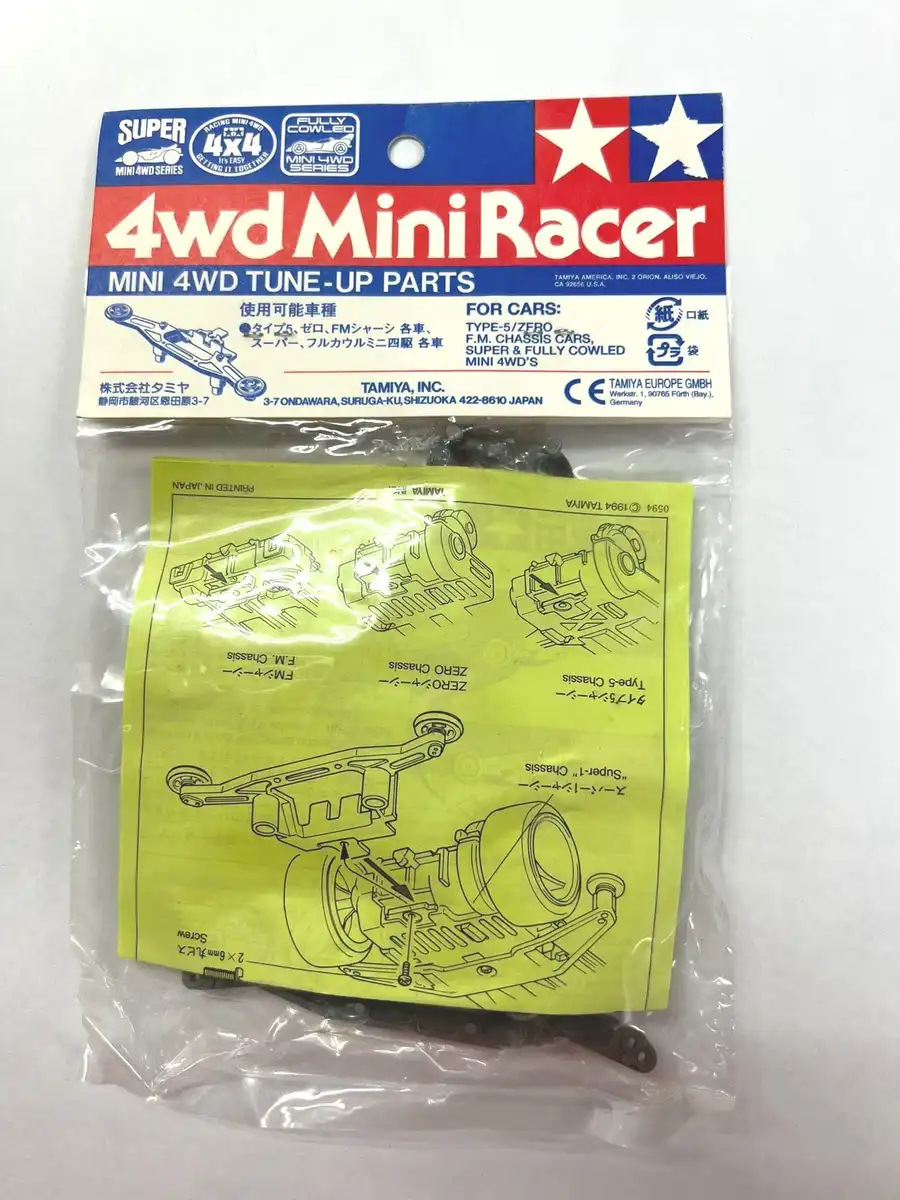 SUPER
MINI 4WD SERIES
RACING MINI 4WD
4x4
It's EASY
GETTING IT TOGETHER
FULLY
COWLED
MINI 4WD
SERIES
4wd Mini Racer
MINI 4WD TUNE-UP PARTS
TAMIYA AMERICA, INC. 2 ORION, ALISO VIEJO,
CA 92656 U.S.A.
使用可能車種
●タイプ5、ゼロ、FMシャーシ 各車、
スーパー、フルカウルミニ四駆 各車
FOR CARS:
TYPE-5/ZERO
F.M. CHASSIS CARS,
SUPER & FULLY COWLED
MINI 4WD'S
紙 口紙
プラ 袋
株式会社タミヤ
静岡市駿河区恩田原3-7
TAMIYA, INC.
3-7 ONDAWARA, SURUGA-KU, SHIZUOKA 422-8610 JAPAN
CE
TAMIYA EUROPE GMBH
Werkstr. 1, 90765 Fürth (Bay.),
Germany
PRINTED IN JAPAN
TAMIYA
0594 ©1994 TAMIYA
F.M. Chassis
FMシャーシー
ZERO Chassis
ZEROシャーシー
Type-5 Chassis
タイプ5シャーシー
"Super-1" Chassis
スーパー1シャーシー
Screw
2×6mm丸ビス